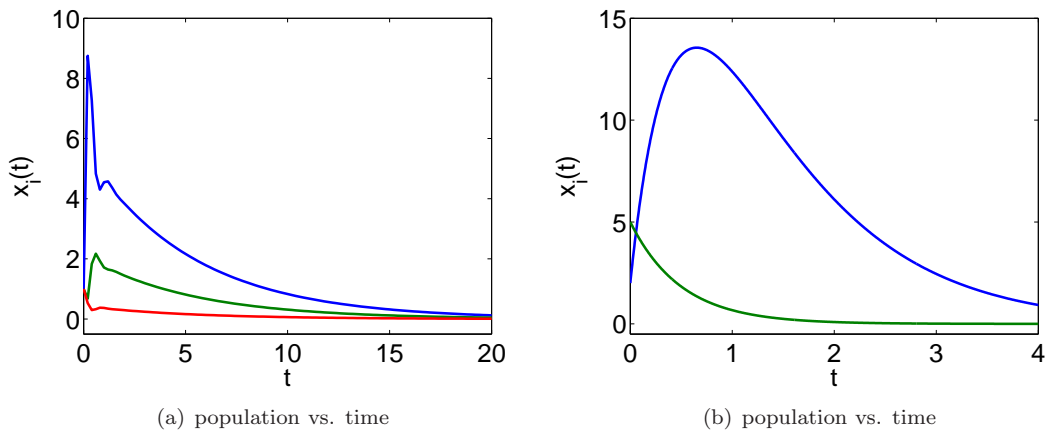 10
8
6
4
2
0
x_i(t)
0 5 10 15 20
t
(a) population vs. time
15
10
5
0
x_i(t)
0 1 2 3 4
t
(b) population vs. time